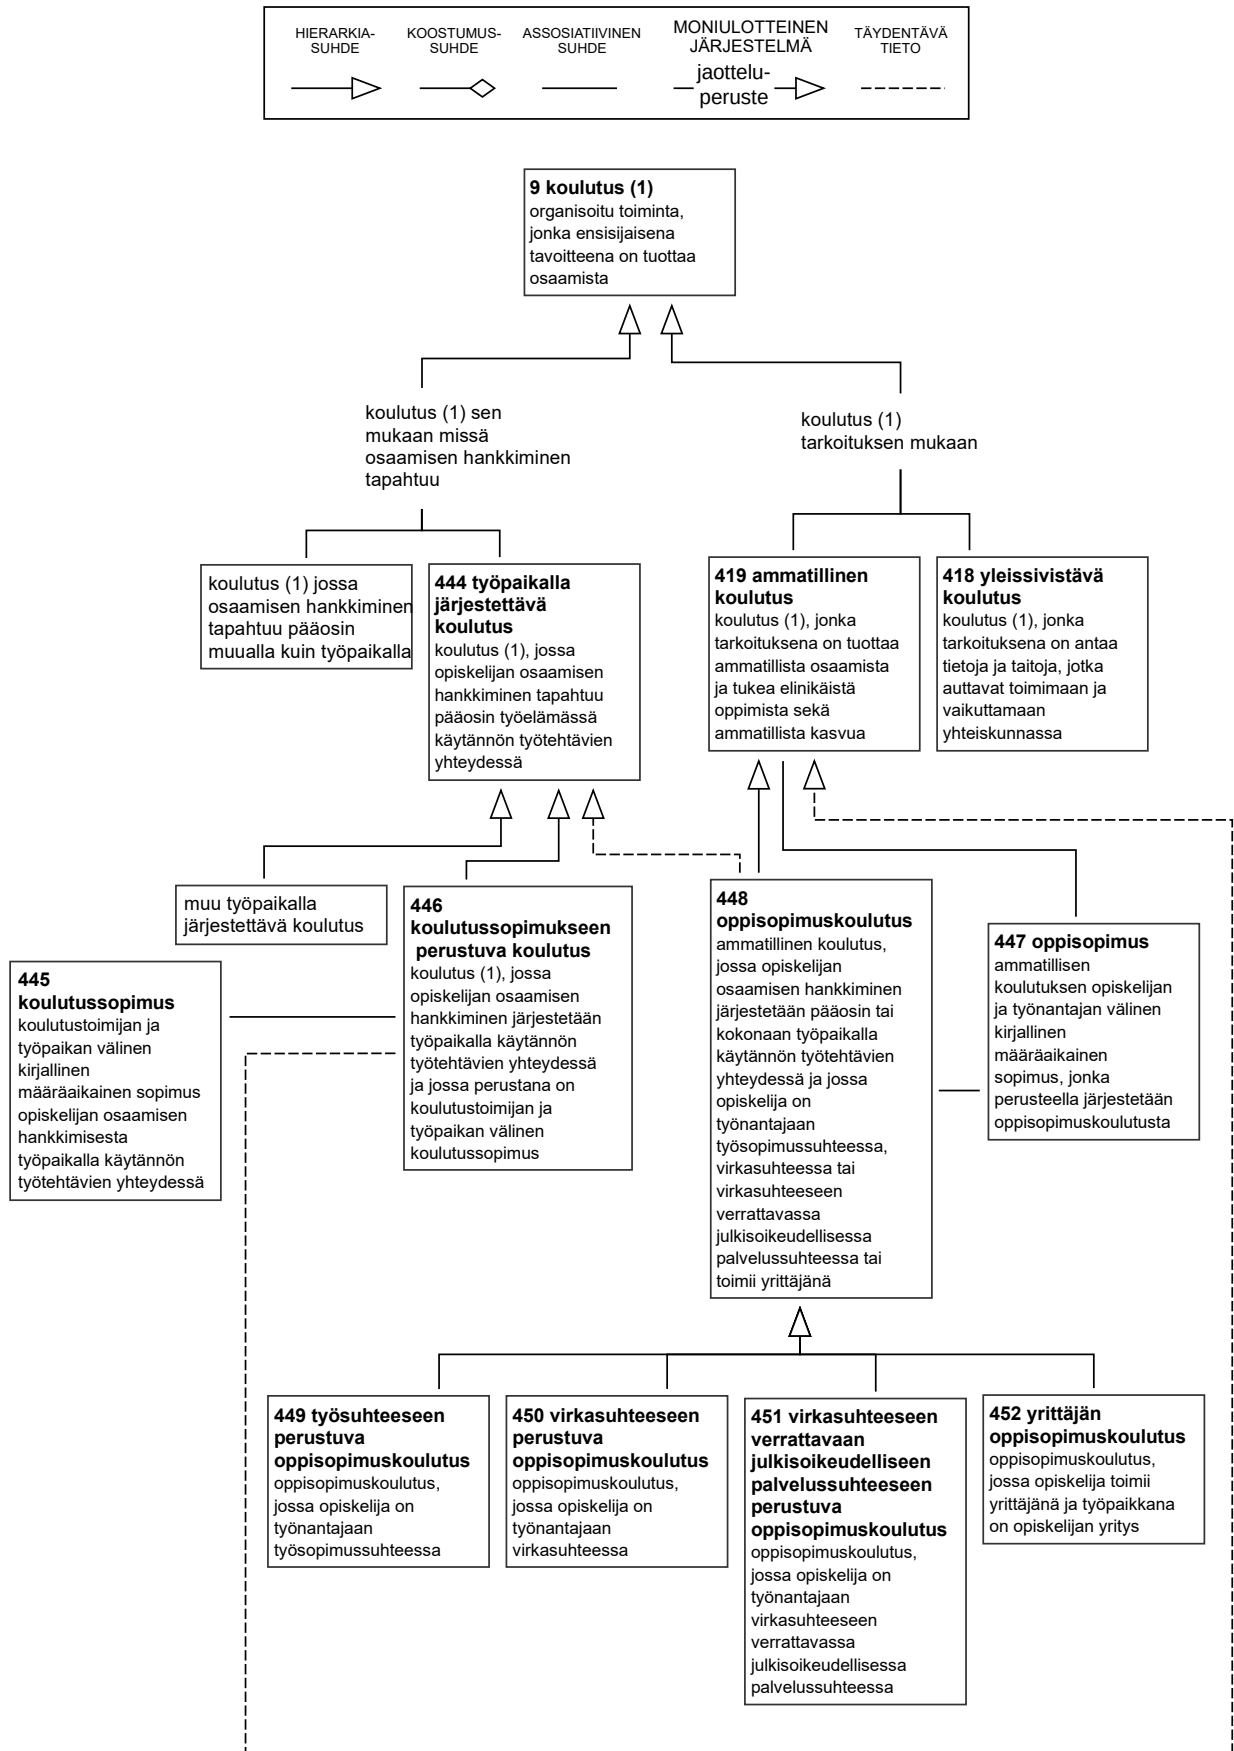 HIERARKIA-
SUHDE
KOOSTUMUS-
SUHDE
ASSOSIATIIVINEN
SUHDE
MONIULOTTEINEN
JÄRJESTELMÄ
jaottelu-
peruste
TÄYDENTÄVÄ
TIETO
9 koulutus (1)
organisoitu toiminta,
jonka ensisijaisena
tavoitteena on tuottaa
osaamista
koulutus (1) sen
mukaan missä
osaamisen hankkiminen
tapahtuu
koulutus (1)
tarkoituksen mukaan
koulutus (1) jossa
osaamisen hankkiminen
tapahtuu pääosin
muualla kuin työpaikalla
444 työpaikalla
järjestettävä
koulutus
koulutus (1), jossa
opiskelijan osaamisen
hankkiminen tapahtuu
pääosin työelämässä
käytännön työtehtävien
yhteydessä
419 ammatillinen
koulutus
koulutus (1), jonka
tarkoituksena on tuottaa
ammatillista osaamista
ja tukea elinikäistä
oppimista sekä
ammatillista kasvua
418 yleissivistävä
koulutus
koulutus (1), jonka
tarkoituksena on antaa
tietoja ja taitoja, jotka
auttavat toimimaan ja
vaikuttamaan
yhteiskunnassa
muu työpaikalla
järjestettävä koulutus
445
koulutussopimus
koulutustoimijan ja
työpaikan välinen
kirjallinen
määräaikainen sopimus
opiskelijan osaamisen
hankkimisesta
työpaikalla käytännön
työtehtävien yhteydessä
446
koulutussopimukseen
perustuva koulutus
koulutus (1), jossa
opiskelijan osaamisen
hankkiminen järjestetään
työpaikalla käytännön
työtehtävien yhteydessä
ja jossa perustana on
koulutustoimijan ja
työpaikan välinen
koulutussopimus
448
oppisopimuskoulutus
ammatillinen koulutus,
jossa opiskelijan
osaamisen hankkiminen
järjestetään pääosin tai
kokonaan työpaikalla
käytännön työtehtävien
yhteydessä ja jossa
opiskelija on
työnantajaan
työsopimussuhteessa,
virkasuhteessa tai
virkasuhteeseen
verrattavassa
julkisoikeudellisessa
palvelussuhteessa tai
toimii yrittäjänä
447 oppisopimus
ammatillisen
koulutuksen opiskelijan
ja työnantajan välinen
kirjallinen
määräaikainen
sopimus, jonka
perusteella järjestetään
oppisopimuskoulutusta
449 työsuhteeseen
perustuva
oppisopimuskoulutus
oppisopimuskoulutus,
jossa opiskelija on
työnantajaan
työsopimussuhteessa
450 virkasuhteeseen
perustuva
oppisopimuskoulutus
oppisopimuskoulutus,
jossa opiskelija on
työnantajaan
virkasuhteessa
451 virkasuhteeseen
verrattavaan
julkisoikeudelliseen
palvelussuhteeseen
perustuva
oppisopimuskoulutus
oppisopimuskoulutus,
jossa opiskelija on
työnantajaan
virkasuhteeseen
verrattavassa
julkisoikeudellisessa
palvelussuhteessa
452 yrittäjän
oppisopimuskoulutus
oppisopimuskoulutus,
jossa opiskelija toimii
yrittäjänä ja työpaikkana
on opiskelijan yritys